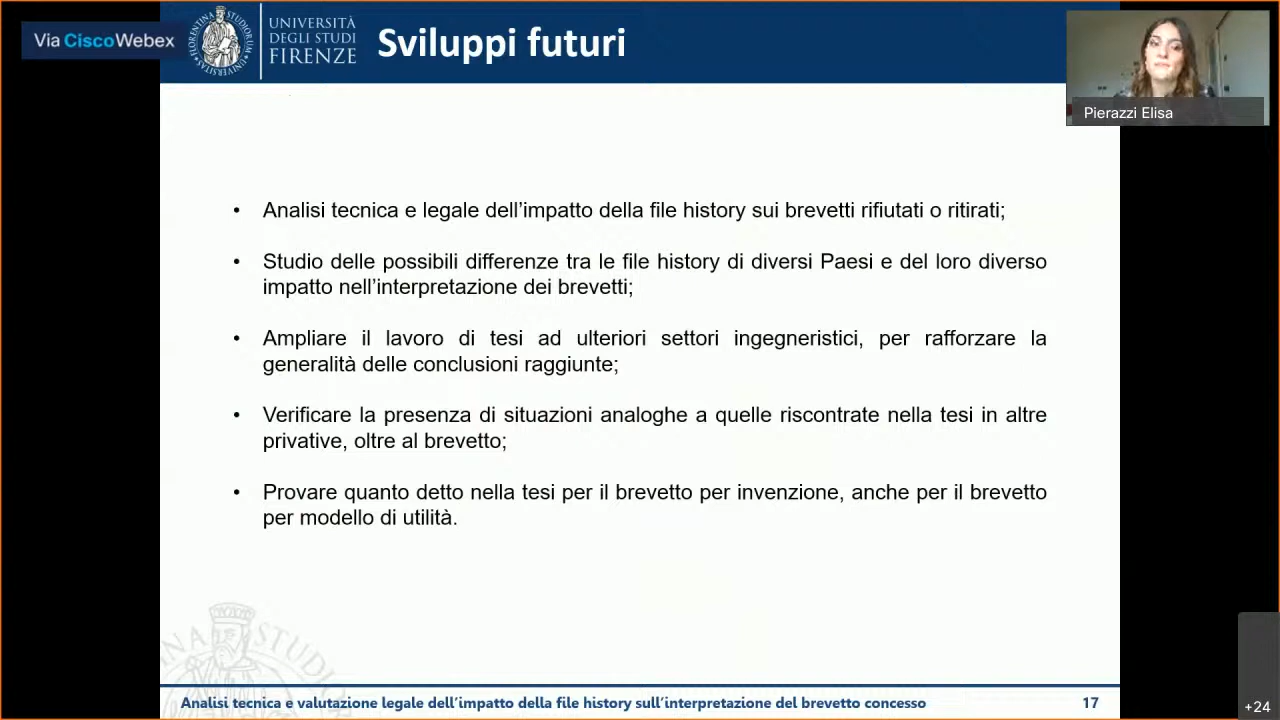 Via Cisco Webex
UNIVERSITÀ
DEGLI STUDI
FIRENZE
Sviluppi futuri
Pierazzi Elisa
• Analisi tecnica e legale dell’impatto della file history sui brevetti rifiutati o ritirati;
• Studio delle possibili differenze tra le file history di diversi Paesi e del loro diverso
impatto nell’interpretazione dei brevetti;
• Ampliare il lavoro di tesi ad ulteriori settori ingegneristici, per rafforzare la
generalità delle conclusioni raggiunte;
• Verificare la presenza di situazioni analoghe a quelle riscontrate nella tesi in altre
privative, oltre al brevetto;
• Provare quanto detto nella tesi per il brevetto per invenzione, anche per il brevetto
per modello di utilità.
Analisi tecnica e valutazione legale dell’impatto della file history sull’interpretazione del brevetto concesso
17
+24